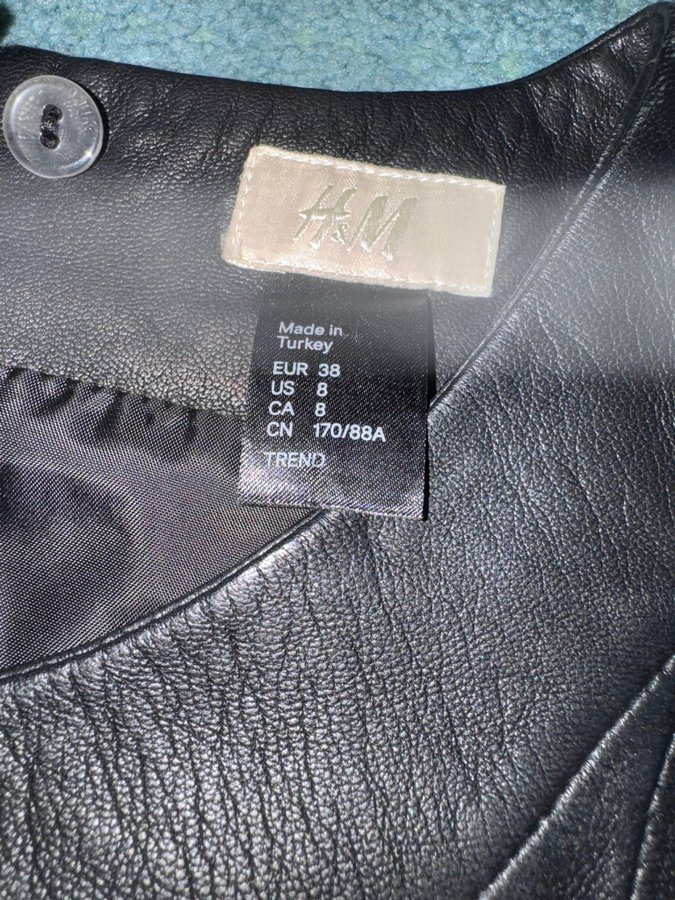 H&M
Made in
Turkey
EUR 38
US 8
CA 8
CN 170/88A
TREND